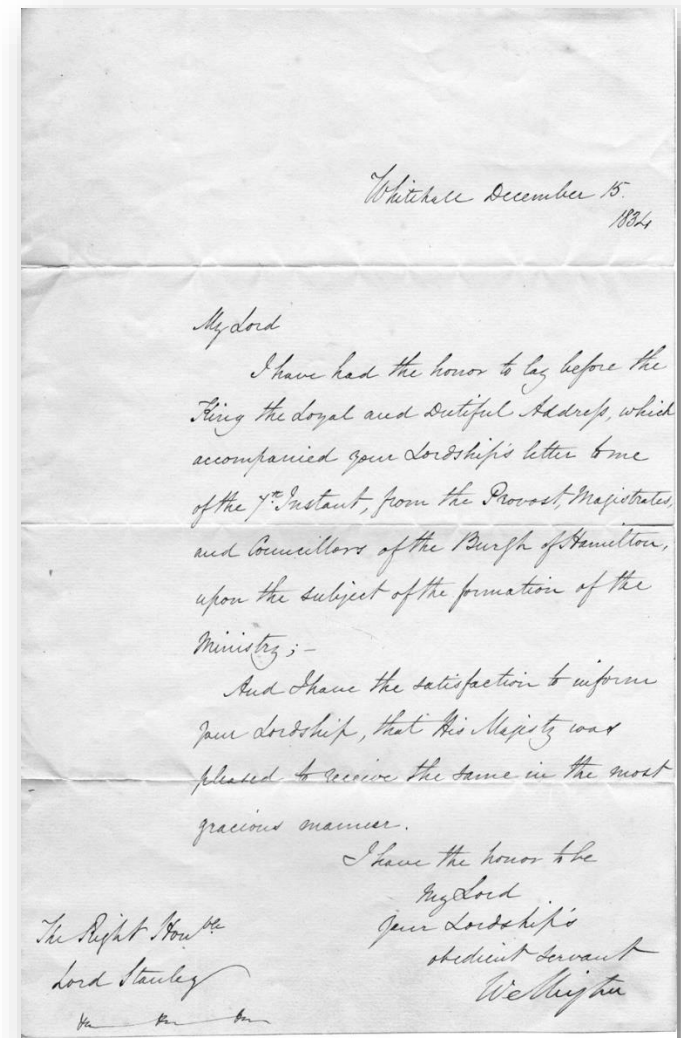 Whitehall December 15.
1834
My Lord
I have had the honor to lay before the
King the Loyal and Dutiful Address, which
accompanied your Lordship's letter to me
of the 7th Instant, from the Provost, Magistrates,
and Councillors of the Burgh of Hamilton,
upon the subject of the formation of the
Ministry; –
And I have the satisfaction to inform
your Lordship, that His Majesty was
pleased to receive the same in the most
gracious manner.
I have the honor to be
My Lord
Your Lordship's
obedient servant
Wellington
The Right Honble
Lord Stanley